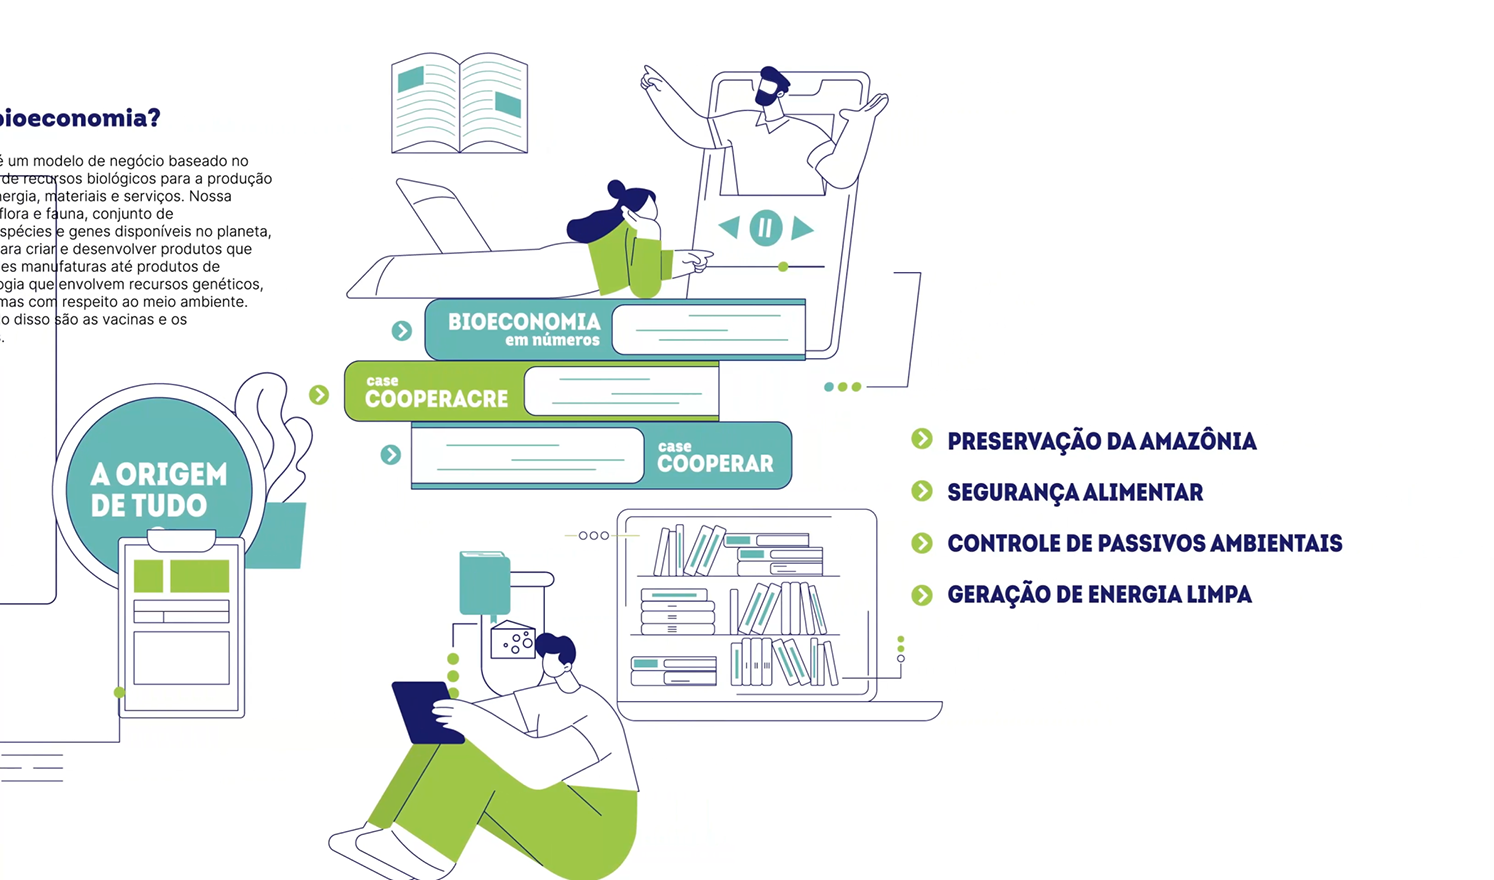 bioeconomia?
é um modelo de negócio baseado no
de recursos biológicos para a produção
nergia, materiais e serviços. Nossa
flora e fauna, conjunto de
spécies e genes disponíveis no planeta,
ara criar e desenvolver produtos que
es manufaturas até produtos de
ogia que envolvem recursos genéticos,
mas com respeito ao meio ambiente.
o disso são as vacinas e os
s.
A ORIGEM
DE TUDO
BIOECONOMIA
em números
case
COOPERACRE
case
COOPERAR
PRESERVAÇÃO DA AMAZÔNIA
SEGURANÇA ALIMENTAR
CONTROLE DE PASSIVOS AMBIENTAIS
GERAÇÃO DE ENERGIA LIMPA